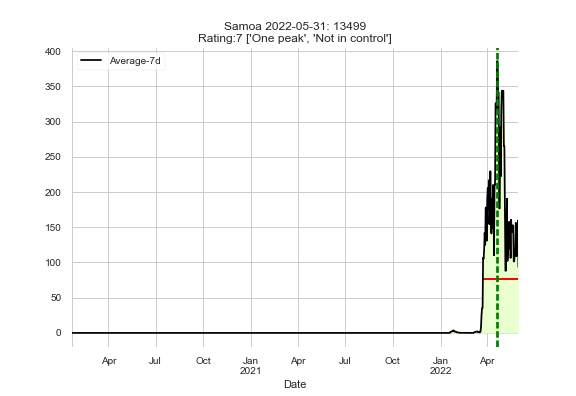 Samoa 2022-05-31: 13499
Rating:7 ['One peak', 'Not in control']
400
Average-7d
350
300
250
200
150
100
50
0
Apr Jul Oct Jan Apr Jul Oct Jan Apr
2021 2022
Date